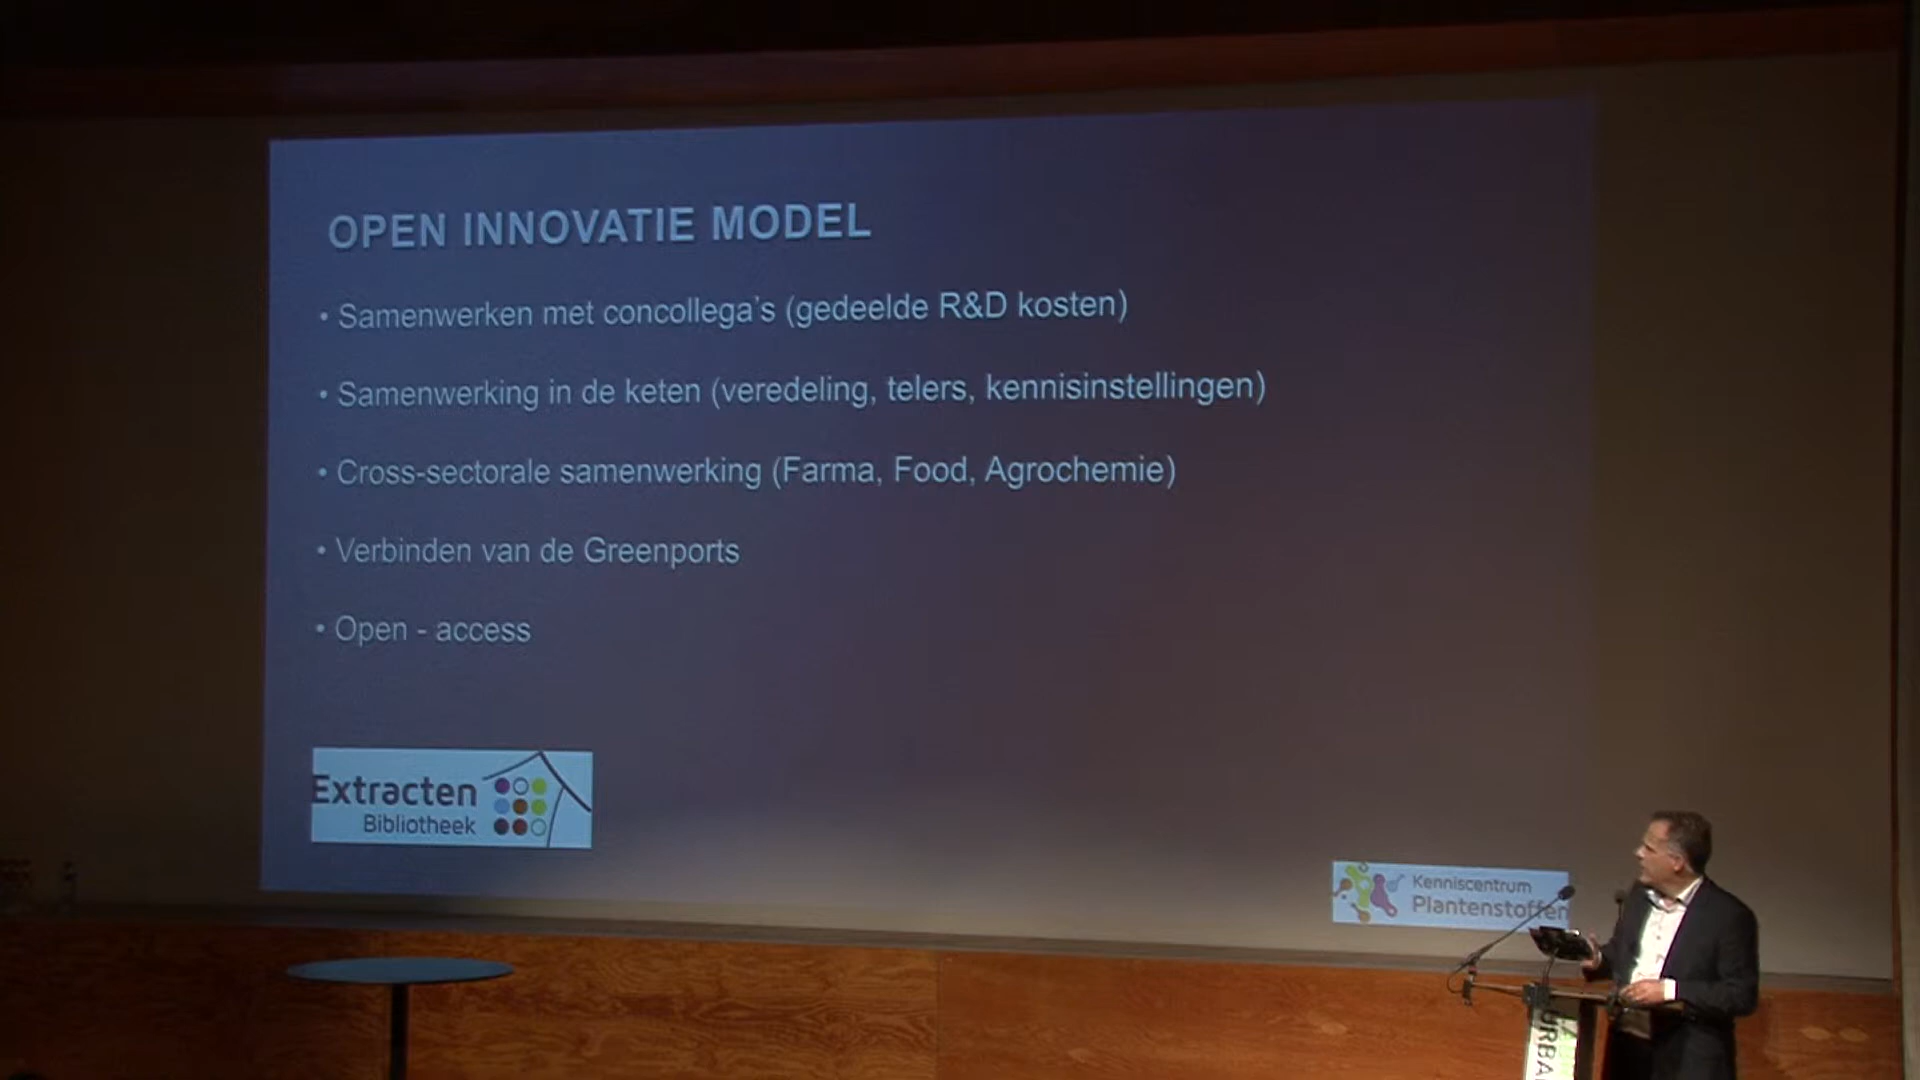 OPEN INNOVATIE MODEL
• Samenwerken met concollega's (gedeelde R&D kosten)
• Samenwerking in de keten (veredeling, telers, kennisinstellingen)
• Cross-sectorale samenwerking (Farma, Food, Agrochemie)
• Verbinden van de Greenports
• Open - access
Extracten
Bibliotheek
Kenniscentrum
Plantenstoffen
URBA